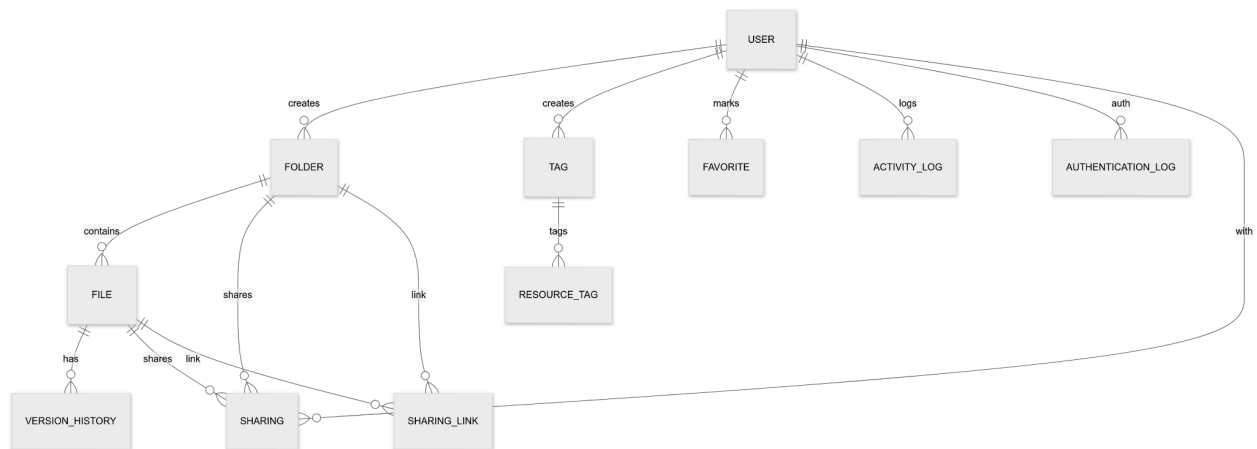 USER
creates
creates
marks
logs
auth
FOLDER
TAG
FAVORITE
ACTIVITY_LOG
AUTHENTICATION_LOG
contains
tags
with
FILE
shares
link
RESOURCE_TAG
has
shares
link
VERSION_HISTORY
SHARING
SHARING_LINK